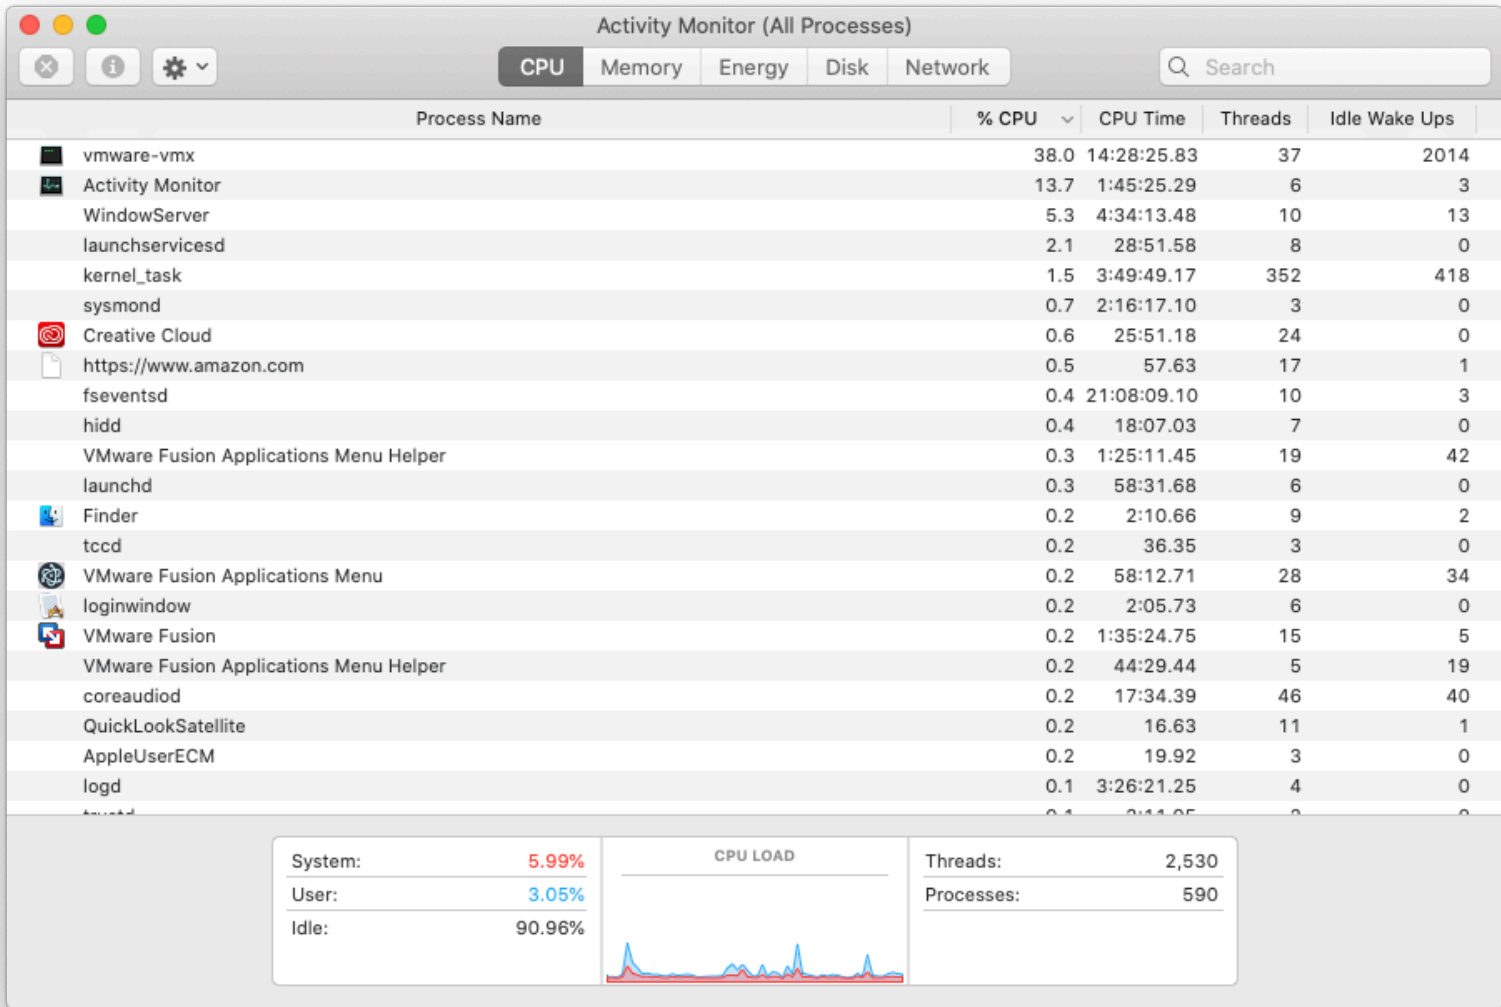 Activity Monitor (All Processes)
CPU Memory Energy Disk Network Search
Process Name % CPU CPU Time Threads Idle Wake Ups
vmware-vmx 38.0 14:28:25.83 37 2014
Activity Monitor 13.7 1:45:25.29 6 3
WindowServer 5.3 4:34:13.48 10 13
launchservicesd 2.1 28:51.58 8 0
kernel_task 1.5 3:49:49.17 352 418
sysmond 0.7 2:16:17.10 3 0
Creative Cloud 0.6 25:51.18 24 0
https://www.amazon.com 0.5 57.63 17 1
fseventsd 0.4 21:08:09.10 10 3
hidd 0.4 18:07.03 7 0
VMware Fusion Applications Menu Helper 0.3 1:25:11.45 19 42
launchd 0.3 58:31.68 6 0
Finder 0.2 2:10.66 9 2
tccd 0.2 36.35 3 0
VMware Fusion Applications Menu 0.2 58:12.71 28 34
loginwindow 0.2 2:05.73 6 0
VMware Fusion 0.2 1:35:24.75 15 5
VMware Fusion Applications Menu Helper 0.2 44:29.44 5 19
coreaudiod 0.2 17:34.39 46 40
QuickLookSatellite 0.2 16.63 11 1
AppleUserECM 0.2 19.92 3 0
logd 0.1 3:26:21.25 4 0
System: 5.99% CPU LOAD Threads: 2,530
User: 3.05% Processes: 590
Idle: 90.96%